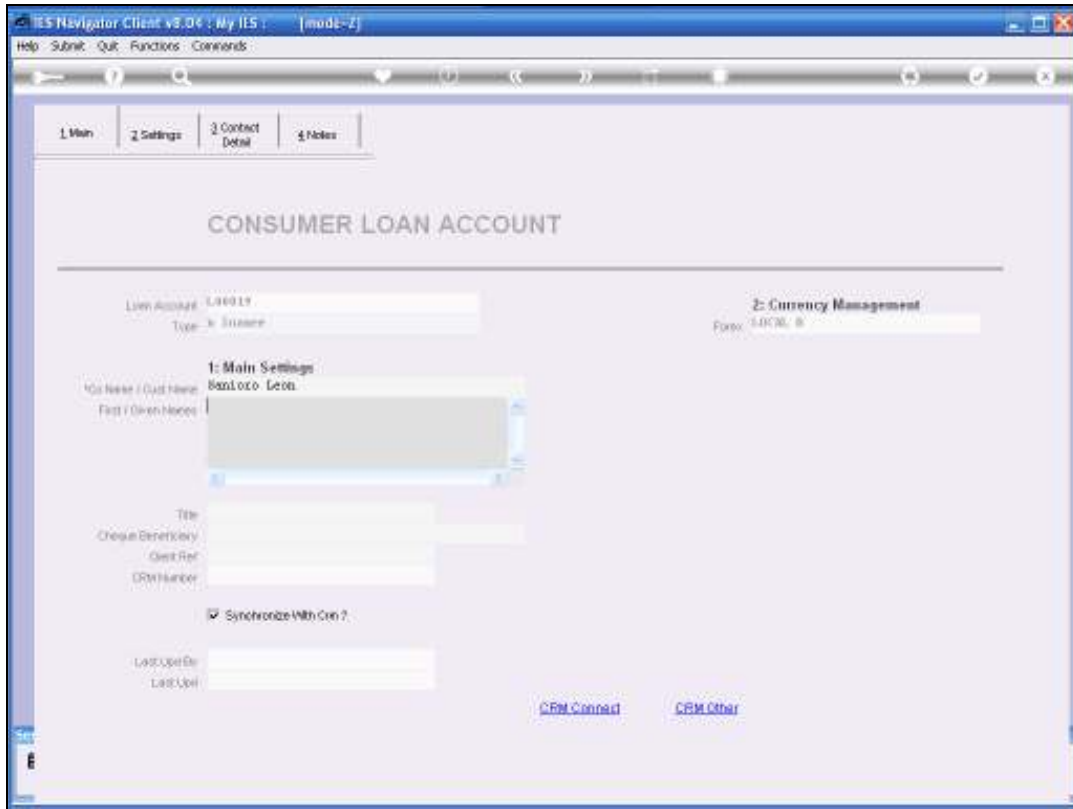 IES Navigator Client v3.04 : My IES : [mode-Z]
Help Submit Quit Functions Commands
1 Main
2 Settings
3 Contact
Detail
4 Notes
CONSUMER LOAN ACCOUNT
Loan Account
Type
2: Currency Management
Forex
1: Main Settings
*Co Name / Cust Name
Leon
First / Given Names
Title
Cheque Beneficiary
Client Ref
CRM Number
Synchronize With Crm ?
Last Upd By
Last Upd
CRM Connect CRM Other